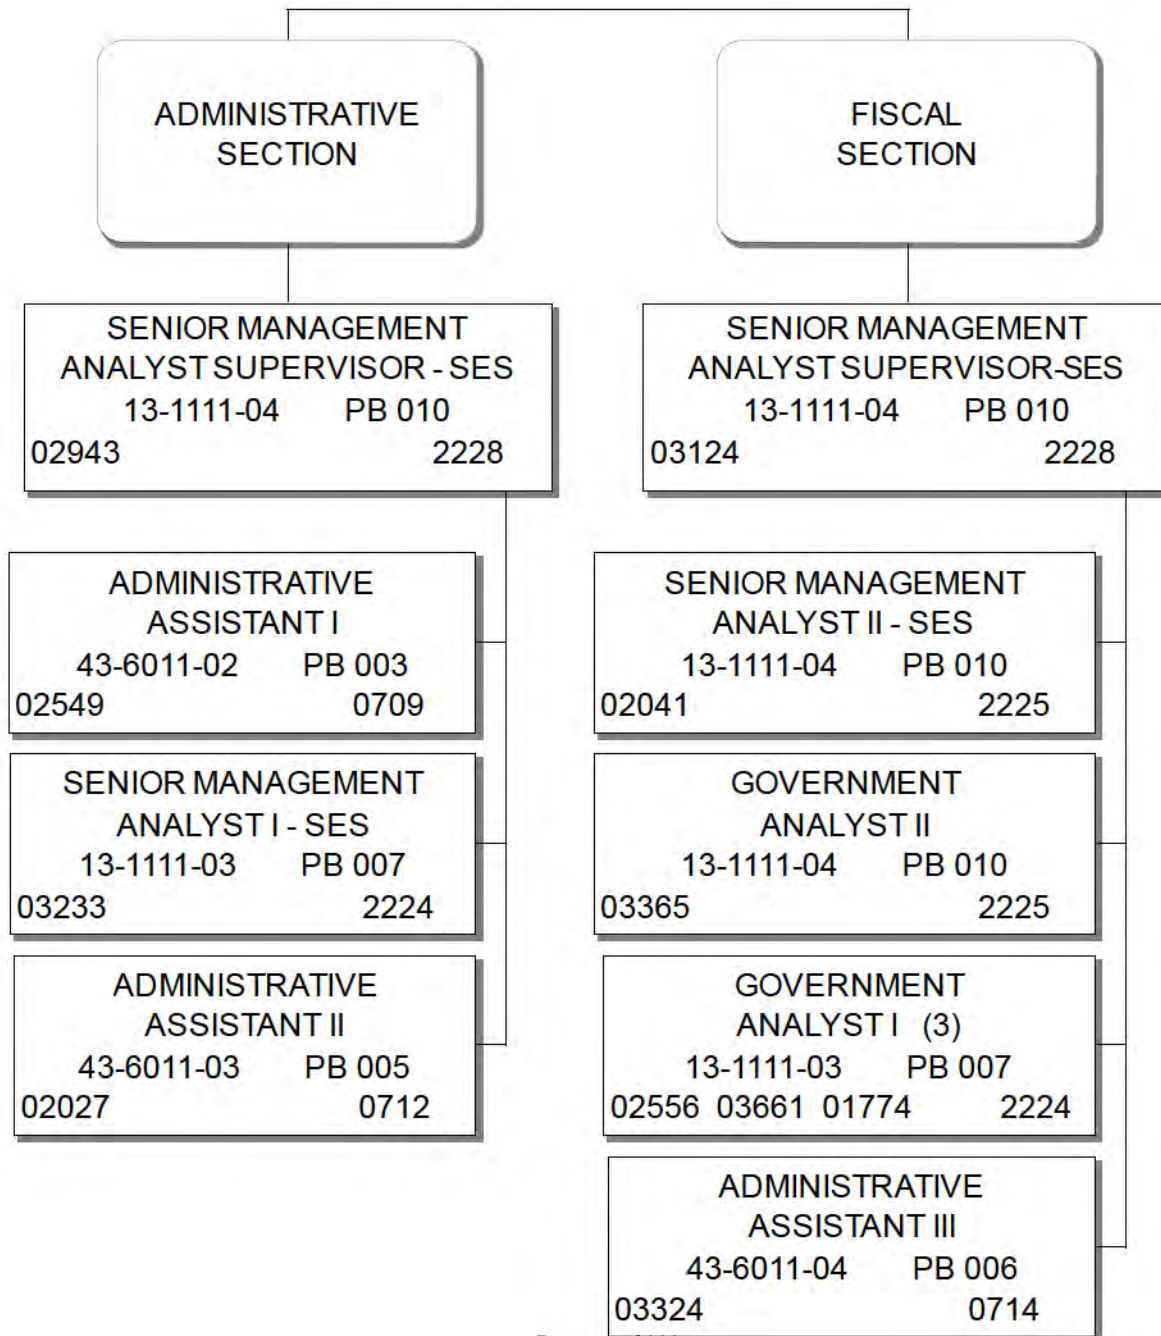 ADMINISTRATIVE
SECTION
SENIOR MANAGEMENT
ANALYST SUPERVISOR - SES
13-1111-04 PB 010
02943 2228
ADMINISTRATIVE
ASSISTANT I
43-6011-02 PB 003
02549 0709
SENIOR MANAGEMENT
ANALYST I - SES
13-1111-03 PB 007
03233 2224
ADMINISTRATIVE
ASSISTANT II
43-6011-03 PB 005
02027 0712
FISCAL
SECTION
SENIOR MANAGEMENT
ANALYST SUPERVISOR-SES
13-1111-04 PB 010
03124 2228
SENIOR MANAGEMENT
ANALYST II - SES
13-1111-04 PB 010
02041 2225
GOVERNMENT
ANALYST II
13-1111-04 PB 010
03365 2225
GOVERNMENT
ANALYST I (3)
13-1111-03 PB 007
02556 03661 01774 2224
ADMINISTRATIVE
ASSISTANT III
43-6011-04 PB 006
03324 0714